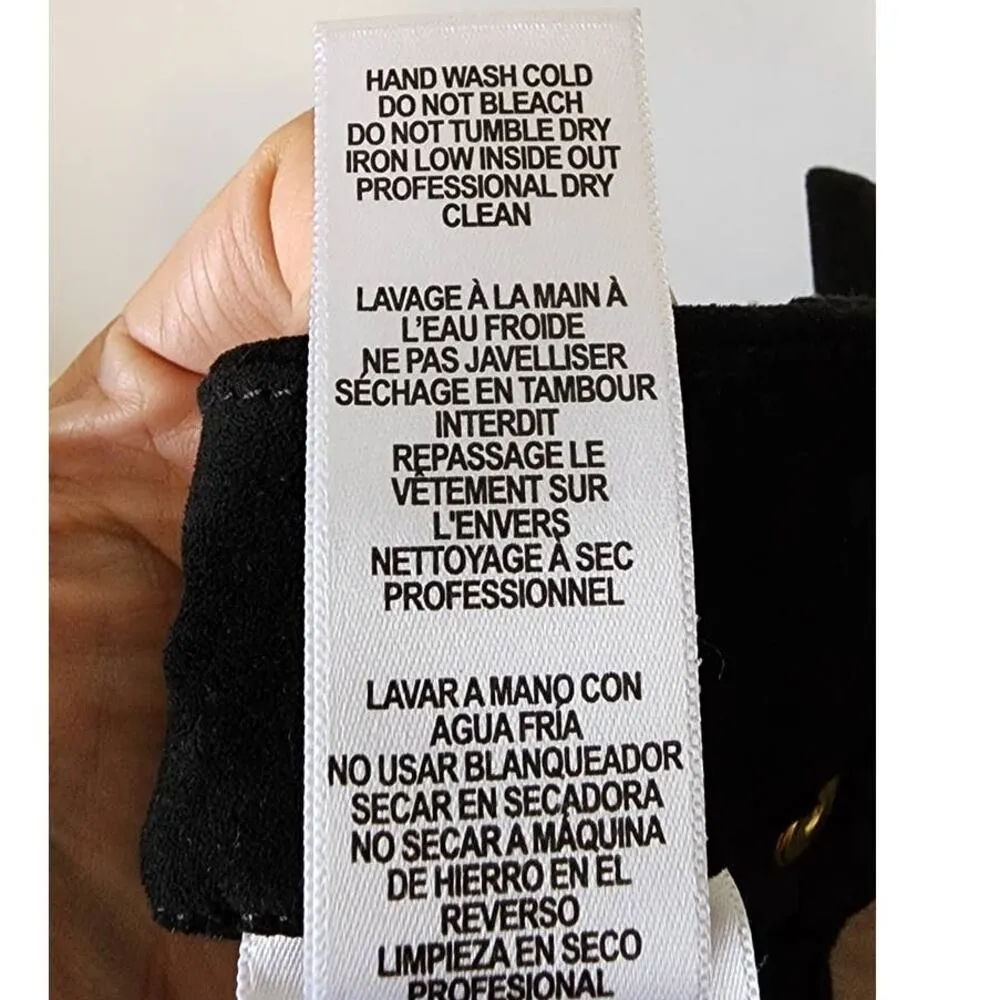 HAND WASH COLD
DO NOT BLEACH
DO NOT TUMBLE DRY
IRON LOW INSIDE OUT
PROFESSIONAL DRY
CLEAN
LAVAGE À LA MAIN À
L'EAU FROIDE
NE PAS JAVELLISER
SÉCHAGE EN TAMBOUR
INTERDIT
REPASSAGE LE
VÊTEMENT SUR
L'ENVERS
NETTOYAGE À SEC
PROFESSIONNEL
LAVAR A MANO CON
AGUA FRÍA
NO USAR BLANQUEADOR
SECAR EN SECADORA
NO SECAR A MÁQUINA
DE HIERRO EN EL
REVERSO
LIMPIEZA EN SECO
PROFESIONAL